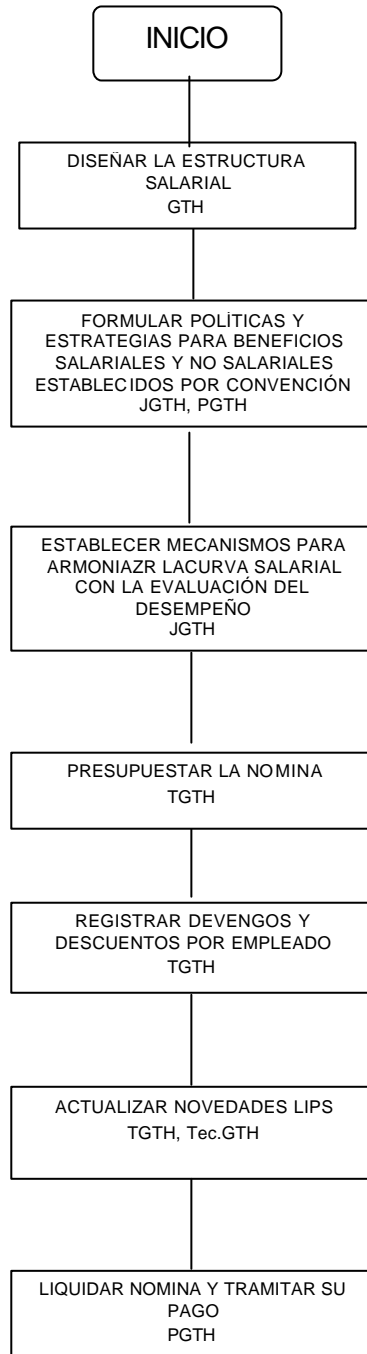 INICIO
DISEÑAR LA ESTRUCTURA
SALARIAL
GTH
FORMULAR POLÍTICAS Y
ESTRATEGIAS PARA BENEFICIOS
SALARIALES Y NO SALARIALES
ESTABLECIDOS POR CONVENCIÓN
JGTH, PGTH
ESTABLECER MECANISMOS PARA
ARMONIAZR LACURVA SALARIAL
CON LA EVALUACIÓN DEL
DESEMPEÑO
JGTH
PRESUPUESTAR LA NOMINA
TGTH
REGISTRAR DEVENGOS Y
DESCUENTOS POR EMPLEADO
TGTH
ACTUALIZAR NOVEDADES LIPS
TGTH, Tec.GTH
LIQUIDAR NOMINA Y TRAMITAR SU
PAGO
PGTH